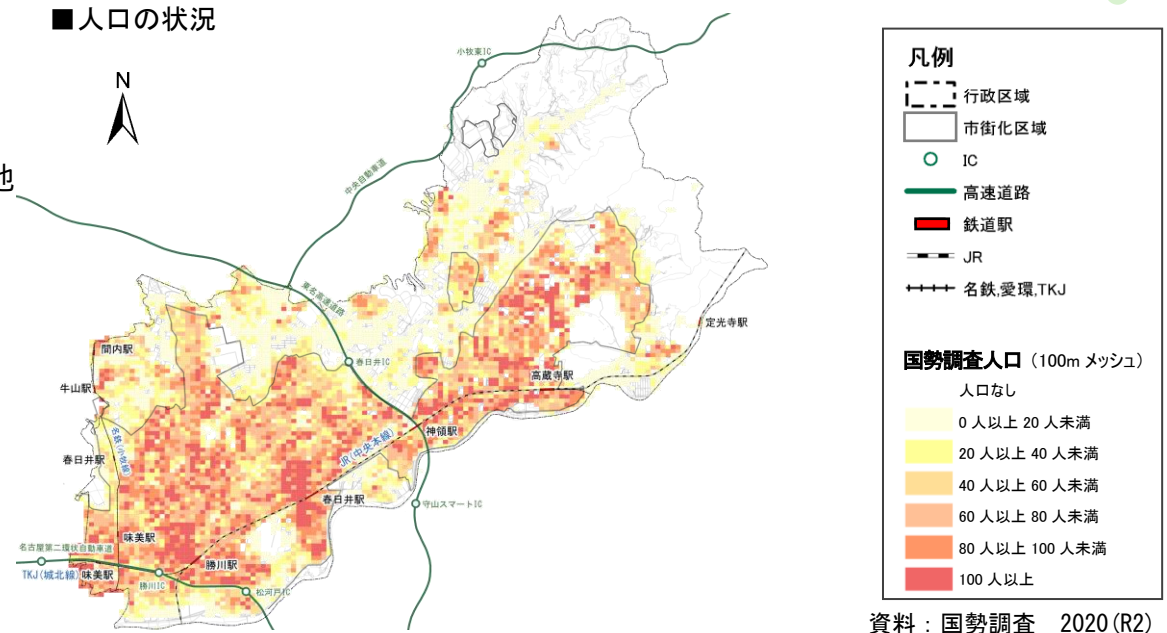 ■人口の状況
小牧東IC
N
地
中央自動車道
東名高速道路
定光寺駅
間内駅
春日井IC
牛山駅
高蔵寺駅
名鉄(小牧線)
神領駅
JR(中央本線)
春日井駅
春日井駅
守山スマートIC
味美駅
名古屋第二環状自動車道
勝川駅
TKJ(城北線)
味美駅
勝川IC
松河戸IC
凡例
行政区域
市街化区域
IC
高速道路
鉄道駅
JR
名鉄,愛環,TKJ
国勢調査人口（100m メッシュ）
人口なし
0 人以上 20 人未満
20 人以上 40 人未満
40 人以上 60 人未満
60 人以上 80 人未満
80 人以上 100 人未満
100 人以上
資料：国勢調査　2020(R2)